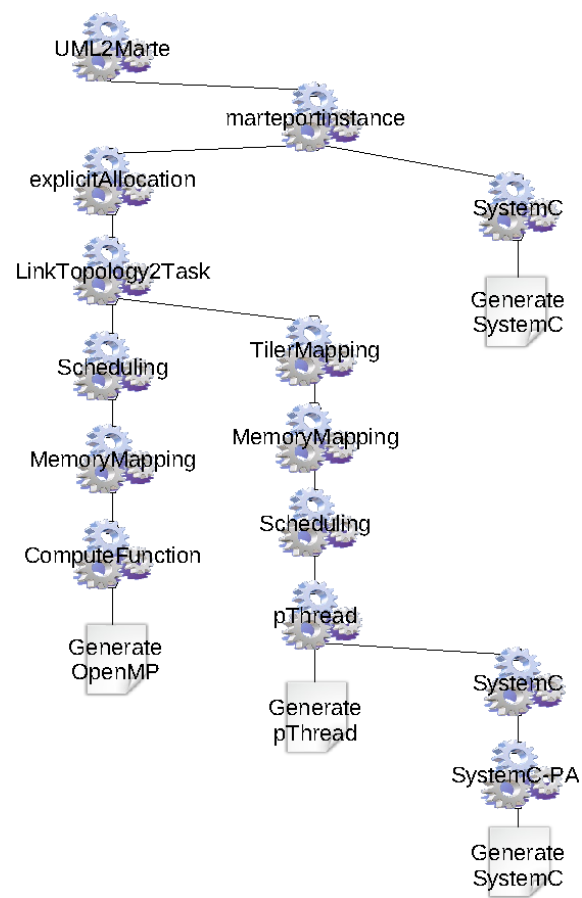 UML2Marte
marteportinstance
explicitAllocation
SystemC
LinkTopology2Task
Generate
SystemC
Scheduling
TilerMapping
MemoryMapping
MemoryMapping
Scheduling
ComputeFunction
pThread
Generate
OpenMP
Generate
pThread
SystemC
SystemC-PA
Generate
SystemC